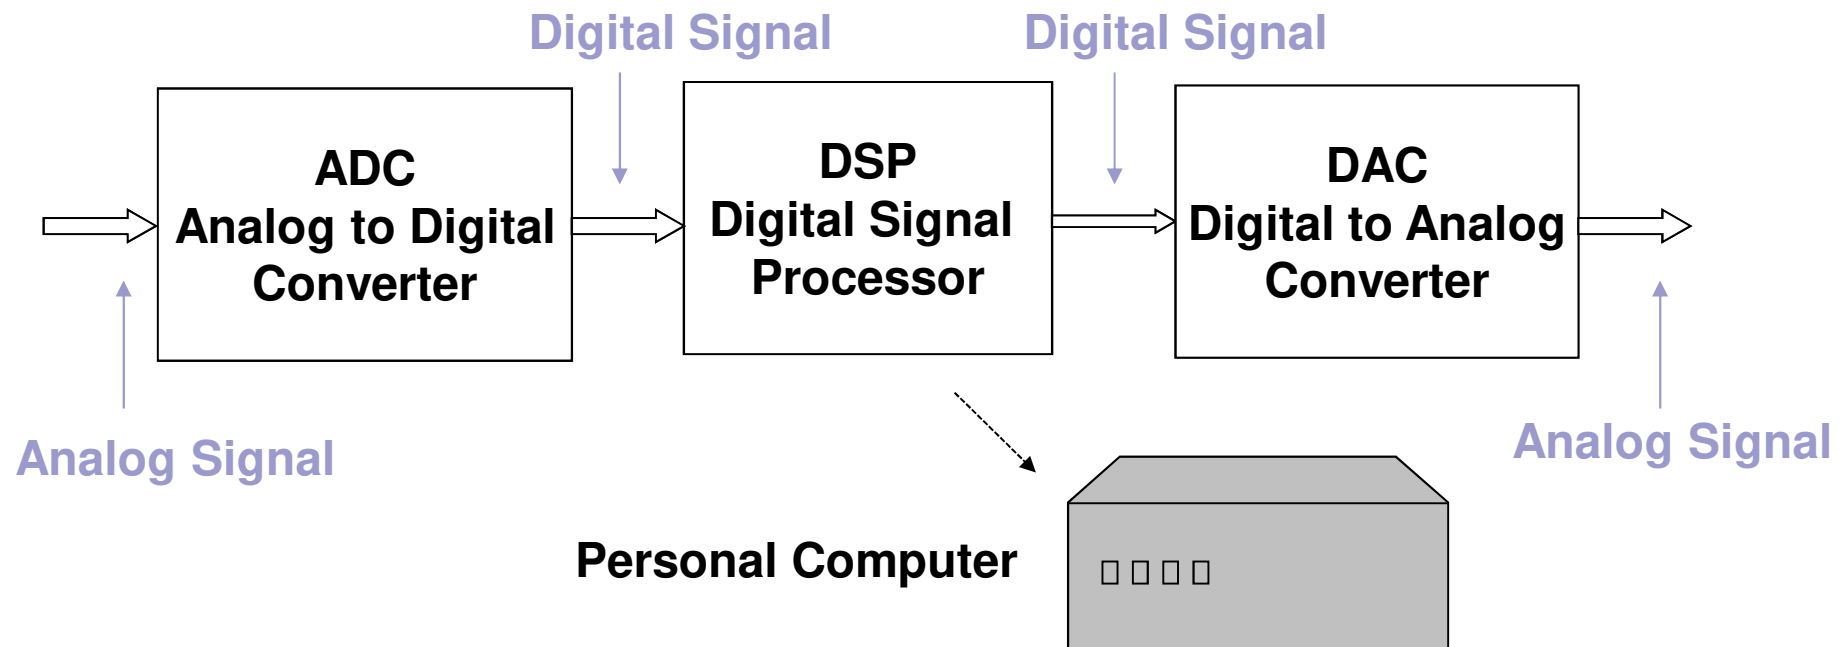 Digital Signal
Digital Signal
ADC
Analog to Digital
Converter
DSP
Digital Signal
Processor
DAC
Digital to Analog
Converter
Analog Signal
Analog Signal
Personal Computer